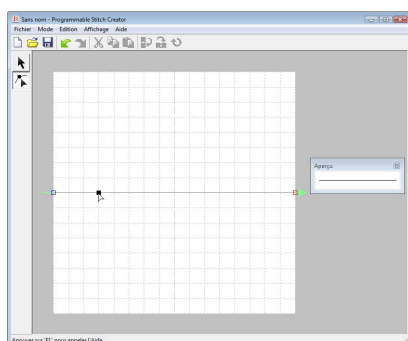 Sans nom - Programmable Stitch Creator
Fichier Mode Edition Affichage Aide
Aperçu
Appuyer sur 'F1' pour appeler l'Aide